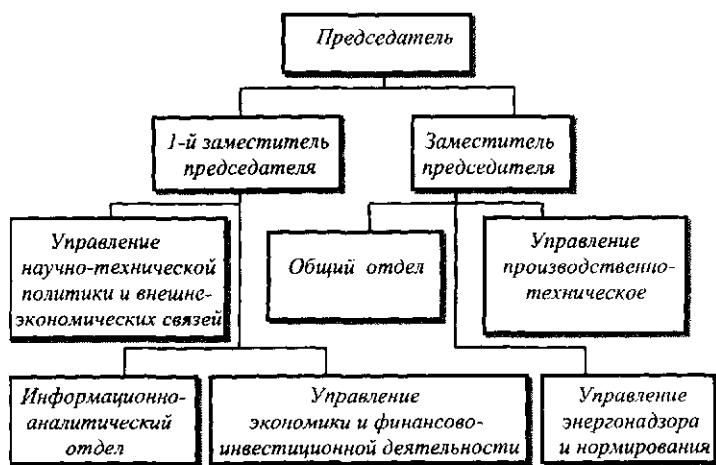 Председатель
1-й заместитель
председателя
Заместитель
председителя
Управление
научно-технической
политики и внешне-
экономических связей
Общий отдел
Управление
производственно-
техническое
Информационно-
аналитический
отдел
Управление
экономики и финансово-
инвестиционной деятельности
Управление
энергонадзора
и нормирования